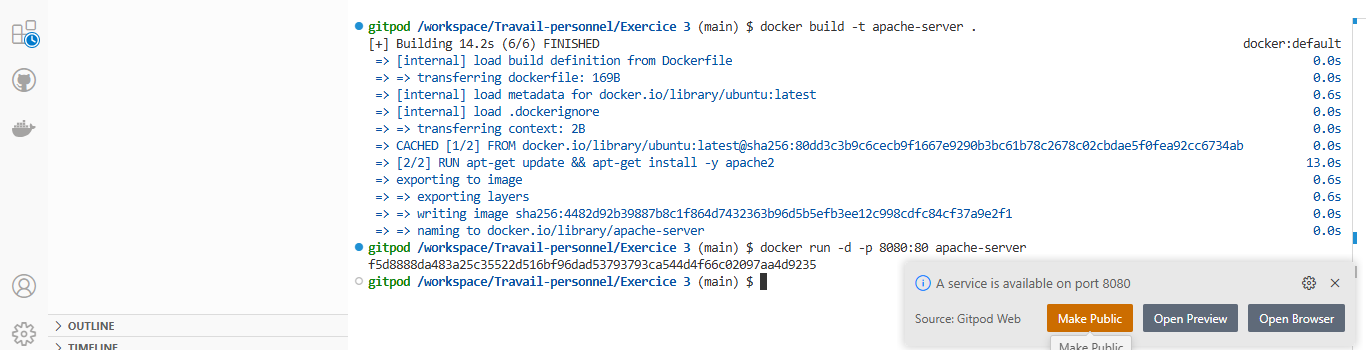 gitpod /workspace/Travail-personnel/Exercice 3 (main) $ docker build -t apache-server .
[+] Building 14.2s (6/6) FINISHED docker:default
=> [internal] load build definition from Dockerfile 0.0s
=> => transferring dockerfile: 169B 0.0s
=> [internal] load metadata for docker.io/library/ubuntu:latest 0.6s
=> [internal] load .dockerignore 0.0s
=> => transferring context: 2B 0.0s
=> CACHED [1/2] FROM docker.io/library/ubuntu:latest@sha256:80dd3c3b9c6cecb9f1667e9290b3bc61b78c2678c02cbdae5f0fea92cc6734ab 0.0s
=> [2/2] RUN apt-get update && apt-get install -y apache2 13.0s
=> exporting to image 0.6s
=> => exporting layers 0.6s
=> => writing image sha256:4482d92b39887b8c1f864d7432363b96d5b5efb3ee12c998cdfc84cf37a9e2f1 0.0s
=> => naming to docker.io/library/apache-server 0.0s
gitpod /workspace/Travail-personnel/Exercice 3 (main) $ docker run -d -p 8080:80 apache-server
f5d8888da483a25c35522d516bf96dad53793793ca544d4f66c02097aa4d9235
gitpod /workspace/Travail-personnel/Exercice 3 (main) $
A service is available on port 8080
Source: Gitpod Web Make Public Open Preview Open Browser
Make Public
OUTLINE
TIMELINE